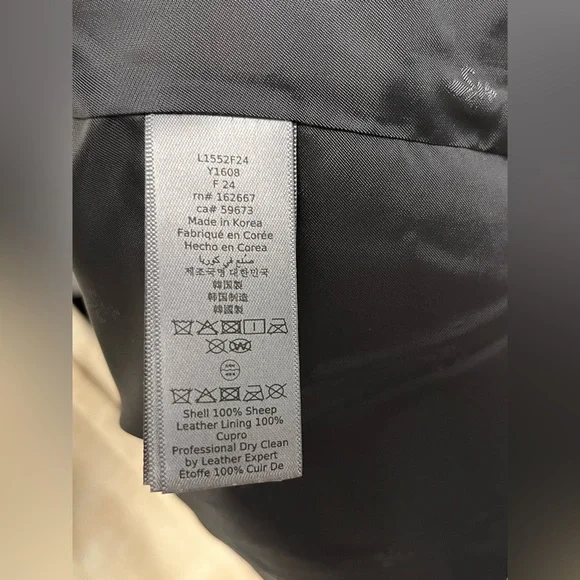 L1552F24
Y1608
F 24
rn# 162667
ca# 59673
Made in Korea
Fabriqué en Corée
Hecho en Corea
صنع في كوريا
제조국명 대한민국
韓国製
韩国制造
韓國製
Shell 100% Sheep
Leather Lining 100%
Cupro
Professional Dry Clean
by Leather Expert
Étoffe 100% Cuir De